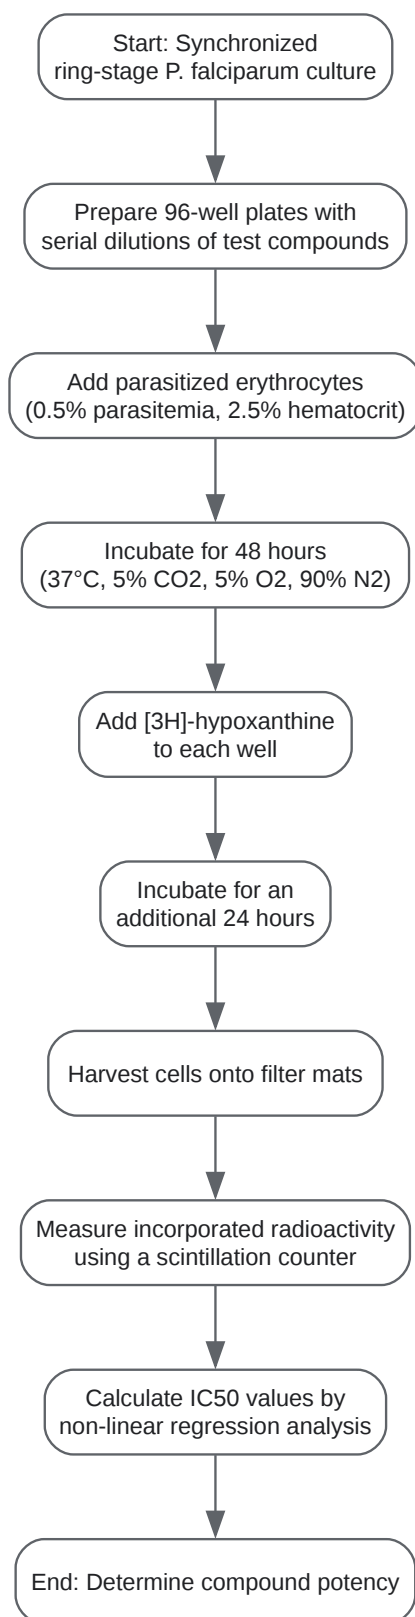 Start: Synchronized
ring-stage P. falciparum culture
Prepare 96-well plates with
serial dilutions of test compounds
Add parasitized erythrocytes
(0.5% parasitemia, 2.5% hematocrit)
Incubate for 48 hours
(37°C, 5% CO2, 5% O2, 90% N2)
Add [3H]-hypoxanthine
to each well
Incubate for an
additional 24 hours
Harvest cells onto filter mats
Measure incorporated radioactivity
using a scintillation counter
Calculate IC50 values by
non-linear regression analysis
End: Determine compound potency